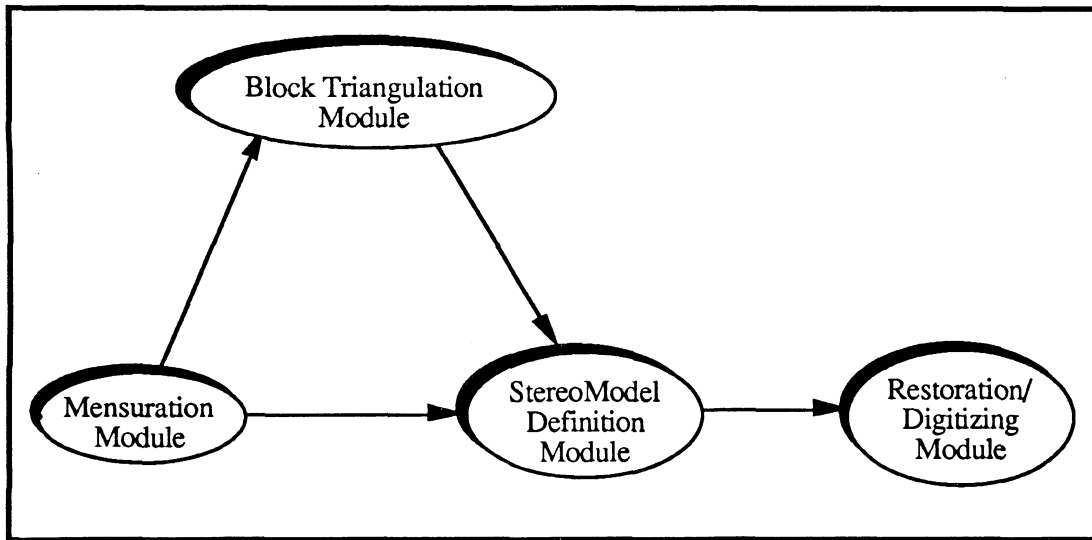 Block Triangulation
Module
Mensuration
Module
StereoModel
Definition
Module
Restoration/
Digitizing
Module